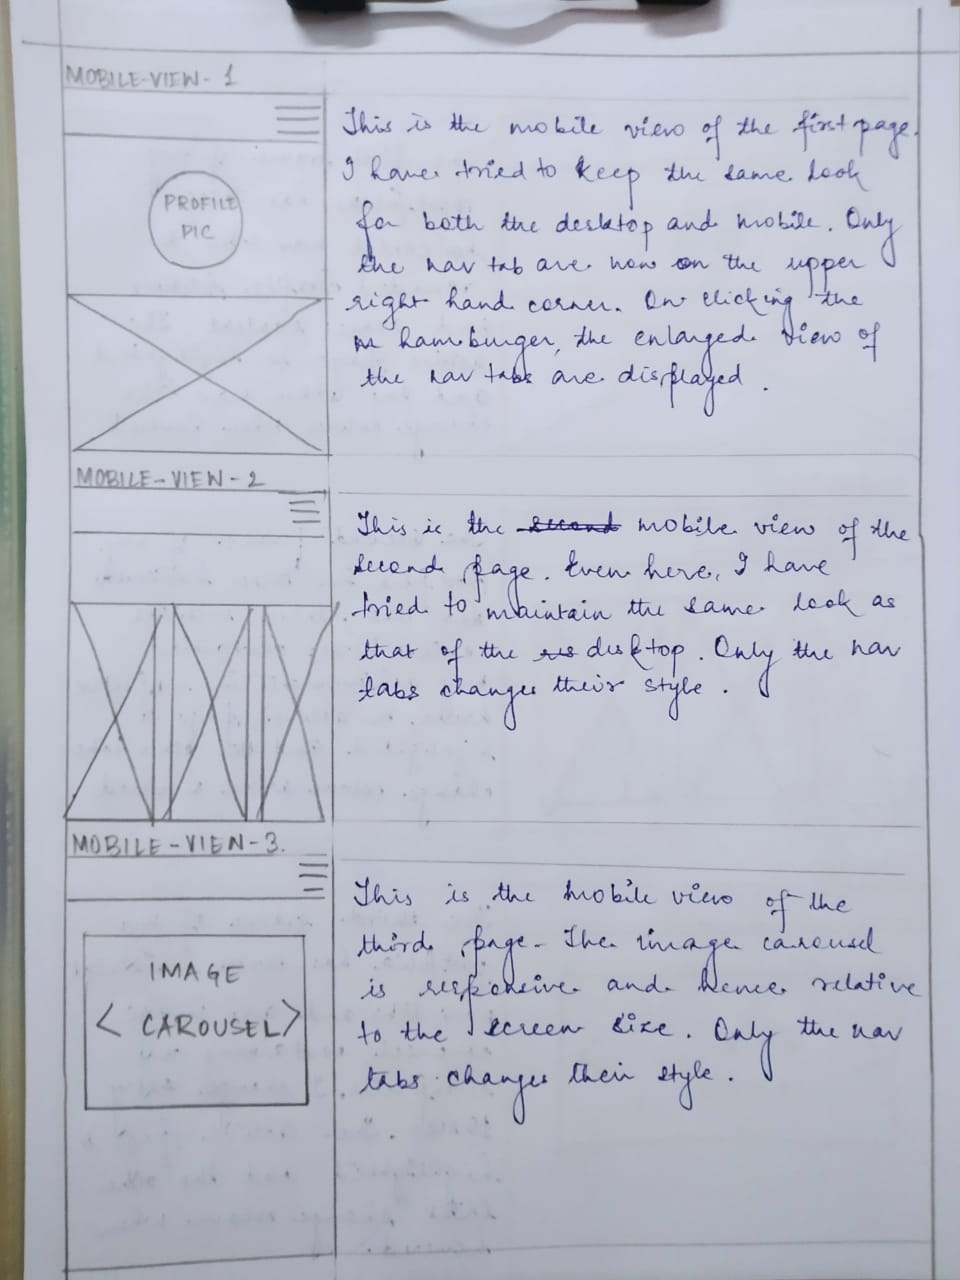 MOBILE-VIEW- 1
PROFILE
PIC
This is the mobile view of the first page.
I have tried to keep the same look
for both the desktop and mobile. Only
the nav tab are now on the upper
right hand corner. On clicking the
hamburger, the enlarged view of
the nav tabs are displayed.
MOBILE-VIEW-2
This is the second mobile view of the
second page. Even here, I have
tried to maintain the same look as
that of the desktop. Only the nav
tabs changes their style.
MOBILE-VIEW-3.
IMAGE
< CAROUSEL >
This is the mobile view of the
third page- The image carousel
is responsive and hence relative
to the screen size. Only the nav
tabs changes their style.